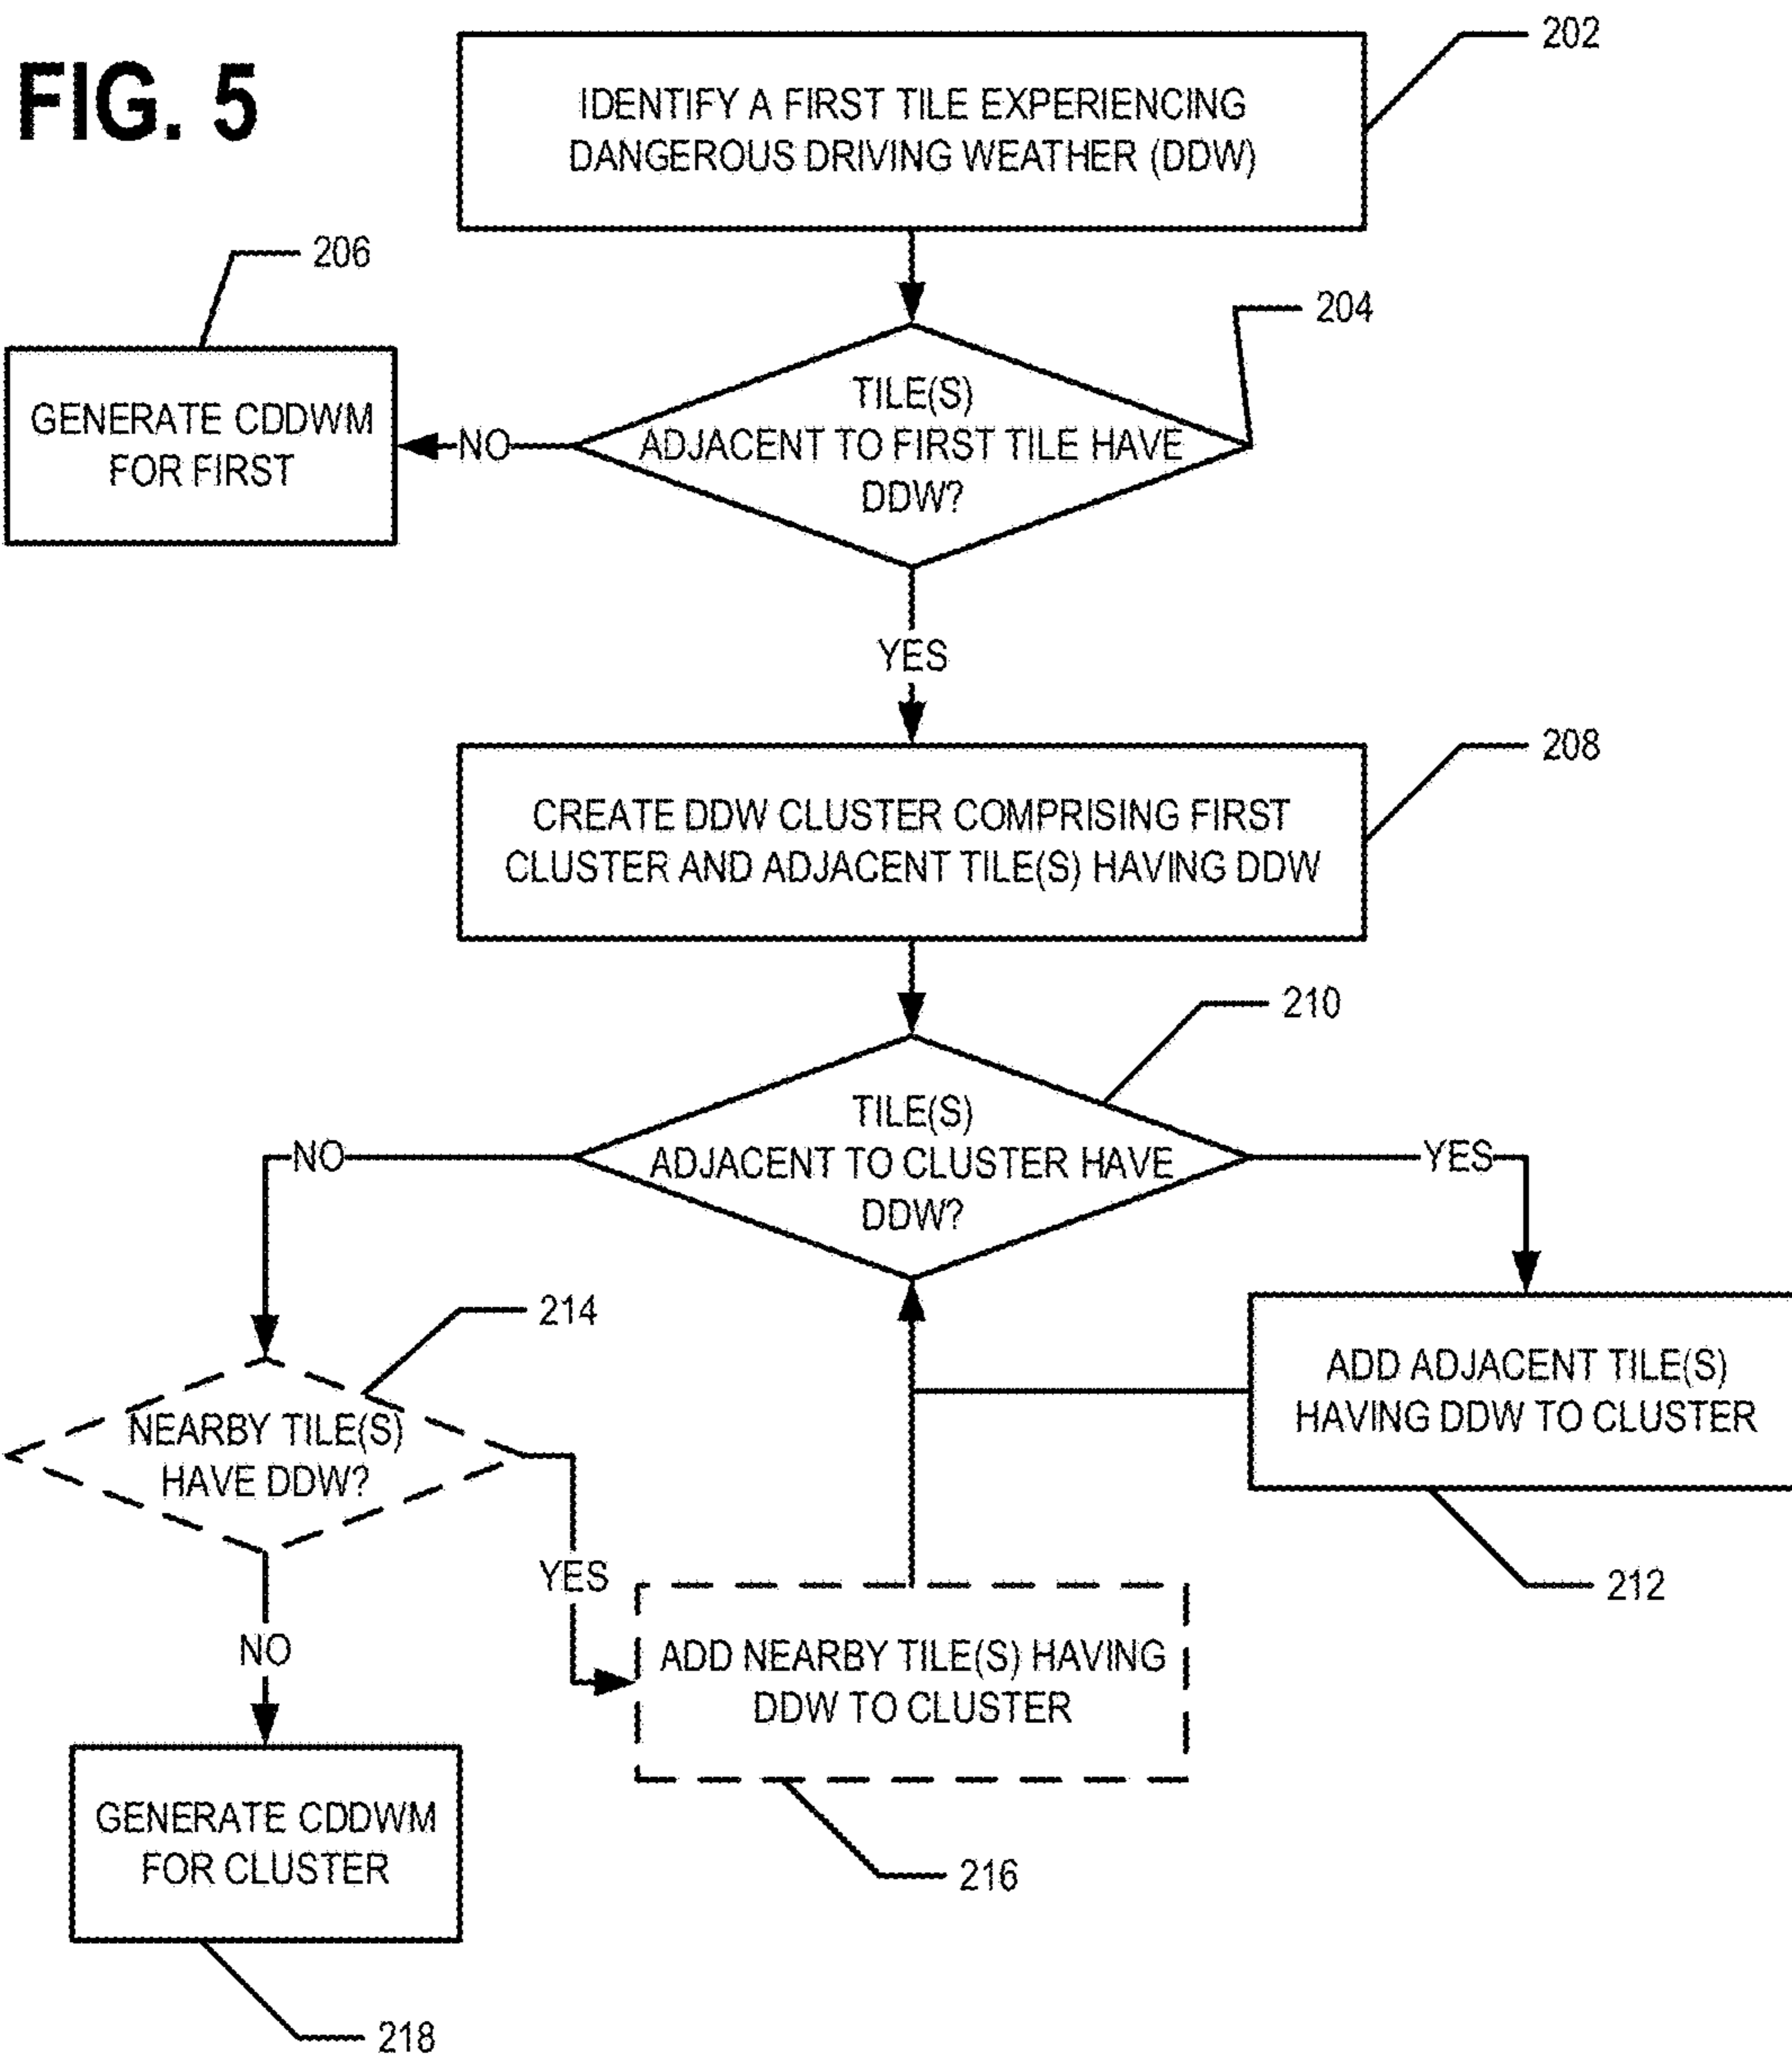 FIG. 5
202
IDENTIFY A FIRST TILE EXPERIENCING
DANGEROUS DRIVING WEATHER (DDW)
206
204
GENERATE CDDWM
FOR FIRST
NO
TILE(S)
ADJACENT TO FIRST TILE HAVE
DDW?
YES
208
CREATE DDW CLUSTER COMPRISING FIRST
CLUSTER AND ADJACENT TILE(S) HAVING DDW
210
TILE(S)
ADJACENT TO CLUSTER HAVE
DDW?
NO
YES
214
NEARBY TILE(S)
HAVE DDW?
ADD ADJACENT TILE(S)
HAVING DDW TO CLUSTER
212
YES
NO
ADD NEARBY TILE(S) HAVING
DDW TO CLUSTER
216
GENERATE CDDWM
FOR CLUSTER
218